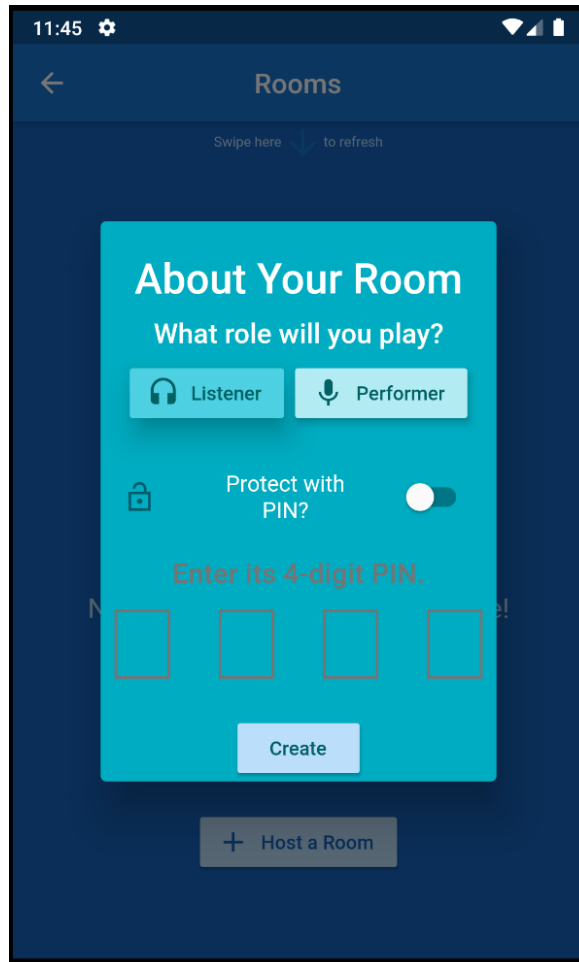 11:45
Rooms
Swipe here to refresh
About Your Room
What role will you play?
Listener Performer
Protect with
PIN?
Enter its 4-digit PIN.
Create
+ Host a Room